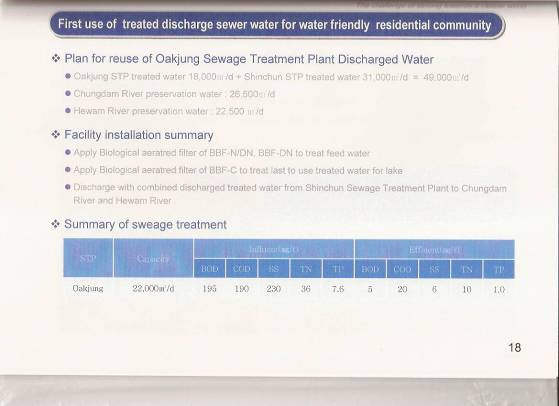 First use of treated discharge sewer water for water friendly residential community
❖ Plan for reuse of Oakjung Sewage Treatment Plant Discharged Water
● Oakjung STP treated water 18,000㎥/d + Shinchun STP treated water 31,000㎥/d = 49,000㎥/d
● Chungdam River preservation water : 26,500㎥/d
● Hewam River preservation water : 22,500 ㎥/d
❖ Facility installation summary
● Apply Biological aeratred filter of BBF-N/DN, BBF-DN to treat feed water
● Apply Biological aeratred filter of BBF-C to treat last to use treated water for lake
● Discharge with combined discharged treated water from Shinchun Sewage Treatment Plant to Chungdam
River and Hewam River
❖ Summary of sweage treatment
STP Capacity Influent(㎎/ℓ) Effluent(㎎/ℓ)
BOD COD SS TN TP BOD COD SS TN TP
Oakjung 22,000㎥/d 195 190 230 36 7.6 5 20 6 10 1.0
18